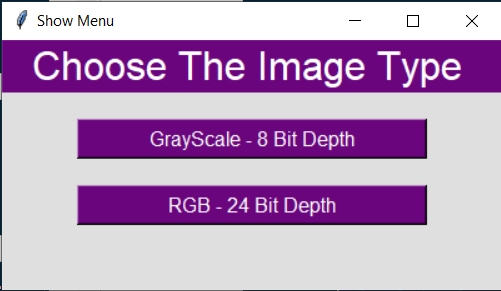 Show Menu
Choose The Image Type
GrayScale - 8 Bit Depth
RGB - 24 Bit Depth